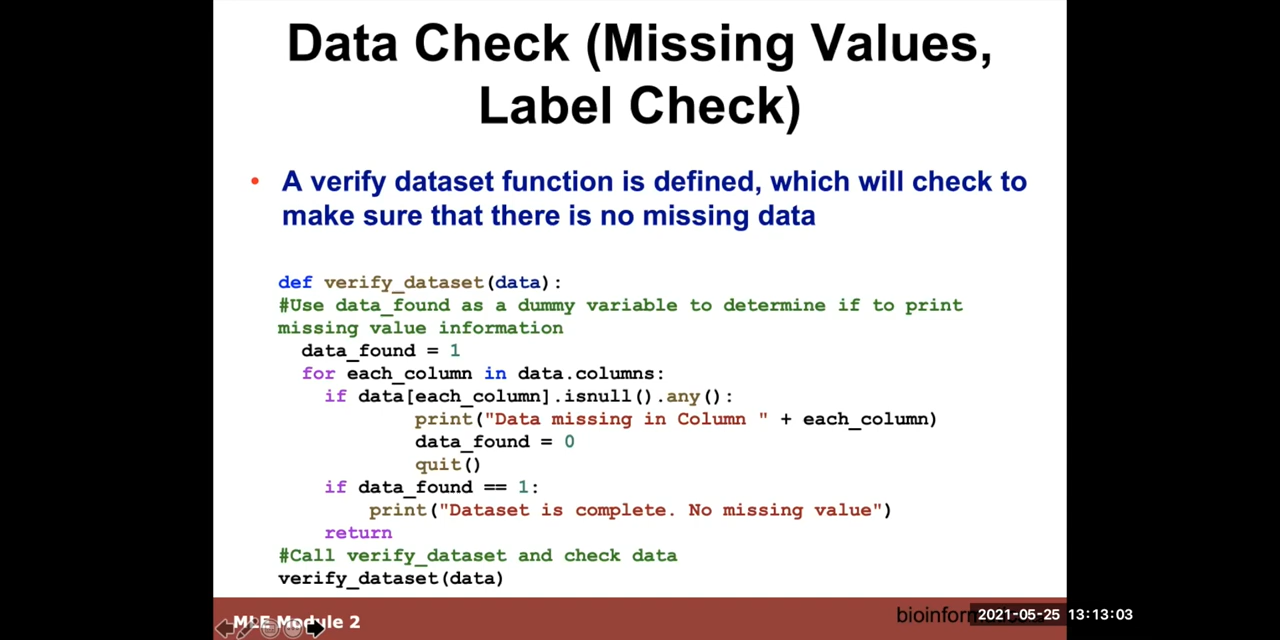 Data Check (Missing Values,
Label Check)
• A verify dataset function is defined, which will check to
make sure that there is no missing data
def verify_dataset(data):
#Use data_found as a dummy variable to determine if to print
missing value information
data_found = 1
for each_column in data.columns:
if data[each_column].isnull().any():
print("Data missing in Column " + each_column)
data_found = 0
quit()
if data_found == 1:
print("Dataset is complete. No missing value")
return
#Call verify_dataset and check data
verify_dataset(data)
MLE Module 2
2021-05-25 13:13:03